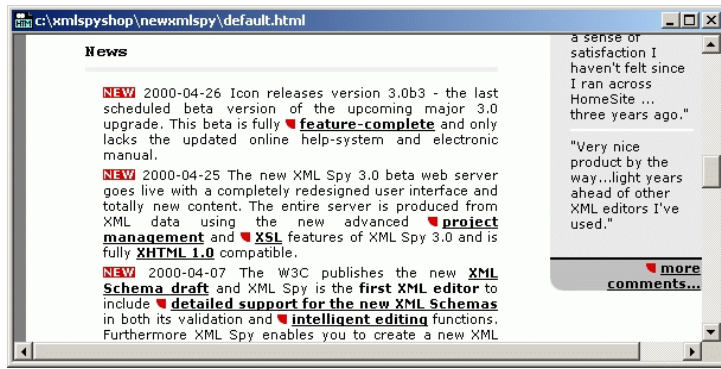 c:\xmlspyshop\newxmlspy\default.html
News
NEW 2000-04-26 Icon releases version 3.0b3 - the last
scheduled beta version of the upcoming major 3.0
upgrade. This beta is fully feature-complete and only
lacks the updated online help-system and electronic
manual.
NEW 2000-04-25 The new XML Spy 3.0 beta web server
goes live with a completely redesigned user interface and
totally new content. The entire server is produced from
XML data using the new advanced project
management and XSL features of XML Spy 3.0 and is
fully XHTML 1.0 compatible.
NEW 2000-04-07 The W3C publishes the new XML
Schema draft and XML Spy is the first XML editor to
include detailed support for the new XML Schemas
in both its validation and intelligent editing functions.
Furthermore XML Spy enables you to create a new XML
a sense of
satisfaction I
haven't felt since
I ran across
HomeSite ...
three years ago."
"Very nice
product by the
way...light years
ahead of other
XML editors I've
used."
more
comments...